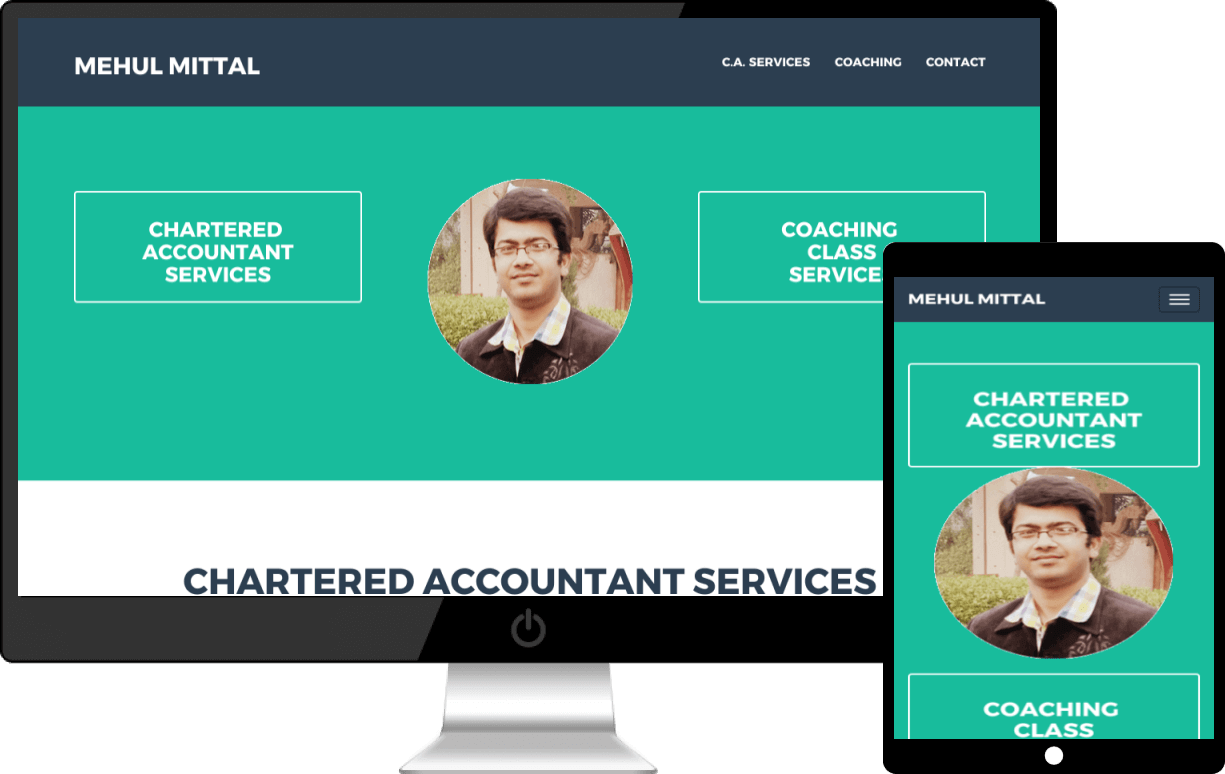 MEHUL MITTAL
C.A. SERVICES COACHING CONTACT
CHARTERED
ACCOUNTANT
SERVICES
COACHING
CLASS
SERVICE
CHARTERED ACCOUNTANT SERVICES
MEHUL MITTAL
CHARTERED
ACCOUNTANT
SERVICES
COACHING
CLASS